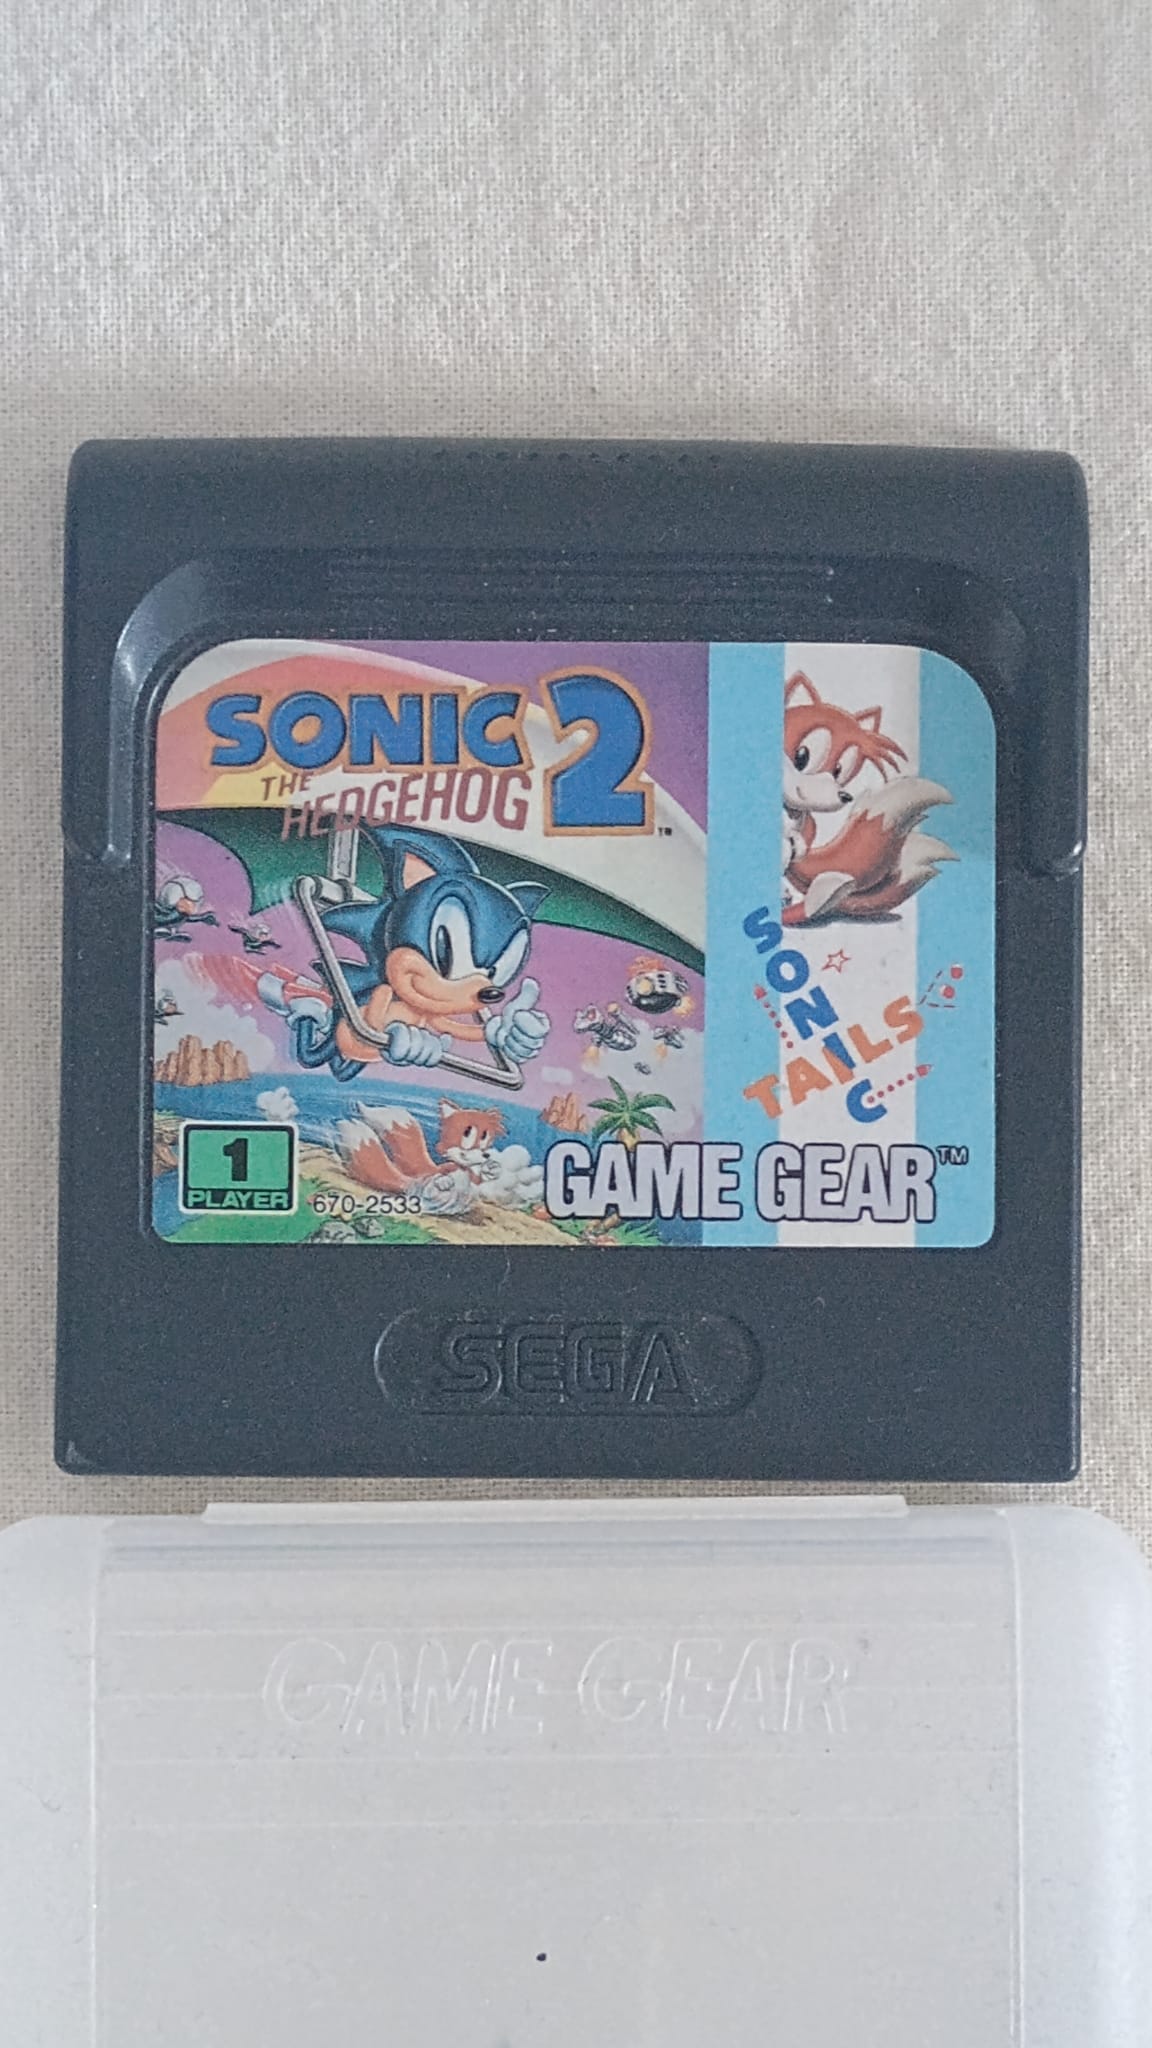 SONIC 2
THE
HEDGEHOG
TM
SONIC
TAILS
1
PLAYER
670-2533
GAME GEAR™
SEGA
GAME GEAR